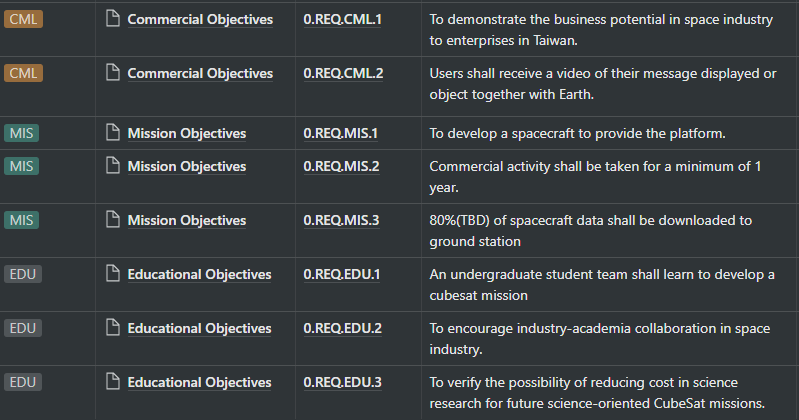 CML Commercial Objectives 0.REQ.CML.1 To demonstrate the business potential in space industry
to enterprises in Taiwan.
CML Commercial Objectives 0.REQ.CML.2 Users shall receive a video of their message displayed or
object together with Earth.
MIS Mission Objectives 0.REQ.MIS.1 To develop a spacecraft to provide the platform.
MIS Mission Objectives 0.REQ.MIS.2 Commercial activity shall be taken for a minimum of 1
year.
MIS Mission Objectives 0.REQ.MIS.3 80%(TBD) of spacecraft data shall be downloaded to
ground station
EDU Educational Objectives 0.REQ.EDU.1 An undergraduate student team shall learn to develop a
cubesat mission
EDU Educational Objectives 0.REQ.EDU.2 To encourage industry-academia collaboration in space
industry.
EDU Educational Objectives 0.REQ.EDU.3 To verify the possibility of reducing cost in science
research for future science-oriented CubeSat missions.